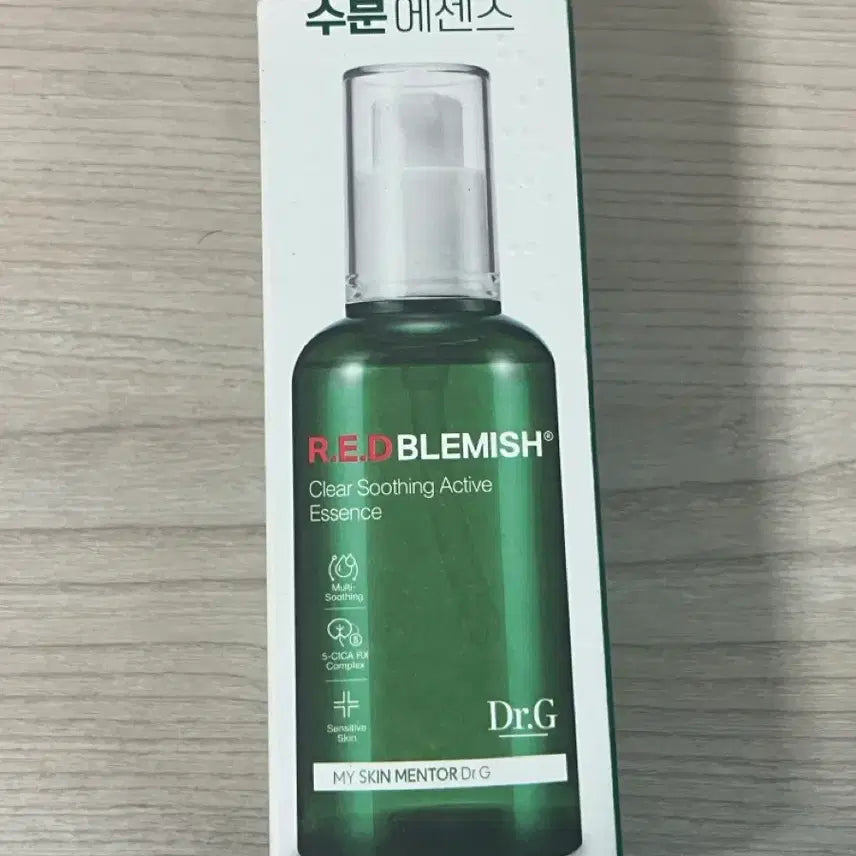 수분에센스
R.E.D BLEMISH®
Clear Soothing Active
Essence
Multi-
Soothing
5-CICA RX
Complex
Sensitive
Skin
Dr.G
MY SKIN MENTOR Dr.G